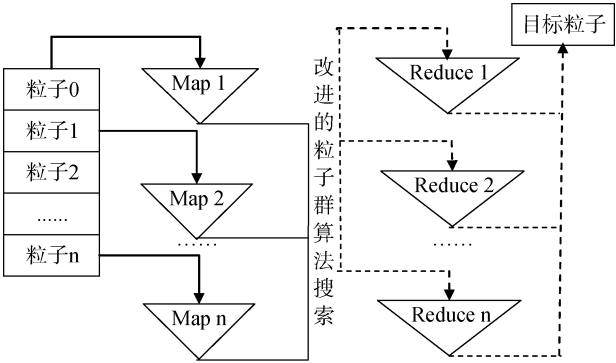 粒子0
粒子1
粒子2
……
粒子n
Map 1
Map 2
……
Map n
改进的粒子群算法搜索
Reduce 1
Reduce 2
……
Reduce n
目标粒子